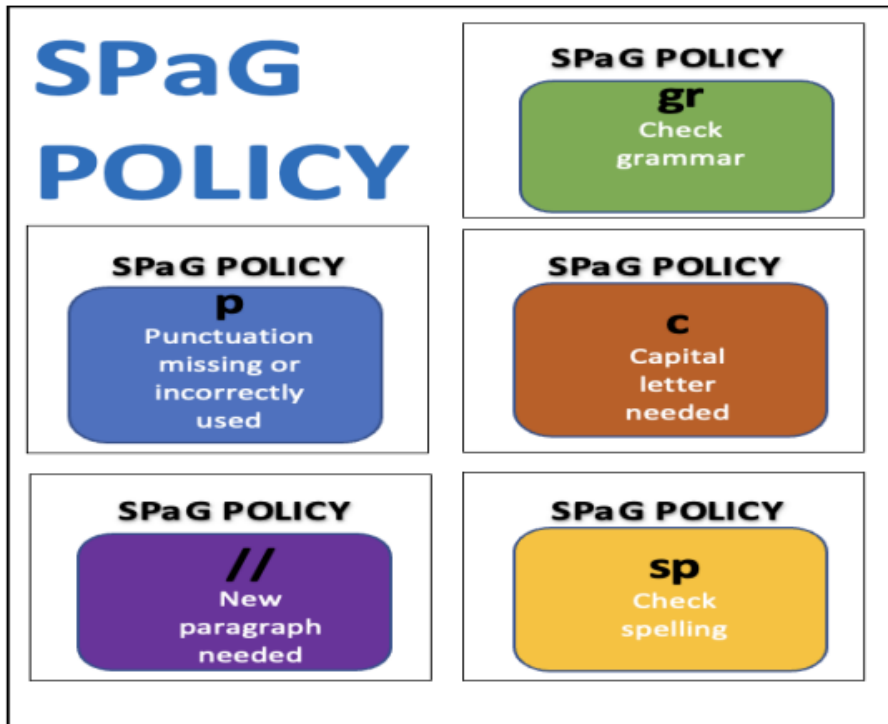 SPaG
POLICY
SPaG POLICY
gr
Check
grammar
SPaG POLICY
p
Punctuation
missing or
incorrectly
used
SPaG POLICY
c
Capital
letter
needed
SPaG POLICY
//
New
paragraph
needed
SPaG POLICY
sp
Check
spelling